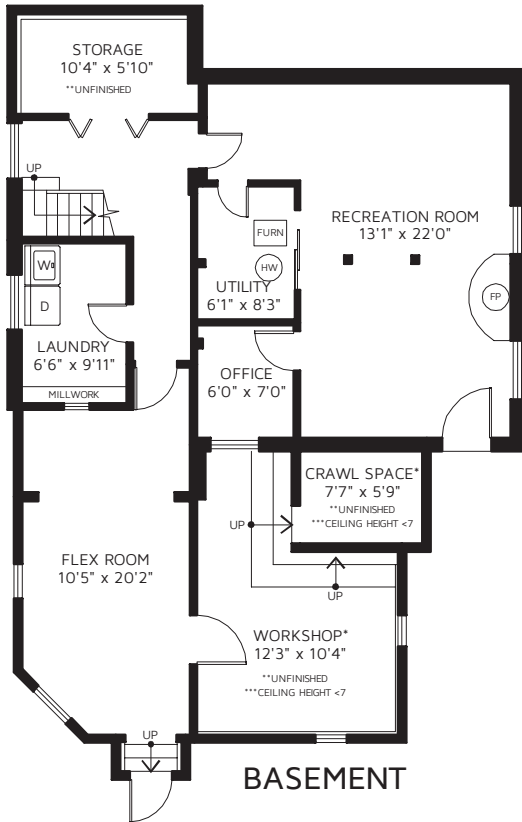 STORAGE
10'4" x 5'10"
**UNFINISHED
UP
RECREATION ROOM
13'1" x 22'0"
FURN
HW
UTILITY
6'1" x 8'3"
FP
W
D
LAUNDRY
6'6" x 9'11"
MILLWORK
OFFICE
6'0" x 7'0"
CRAWL SPACE*
7'7" x 5'9"
**UNFINISHED
***CEILING HEIGHT <7
UP
UP
FLEX ROOM
10'5" x 20'2"
WORKSHOP*
12'3" x 10'4"
**UNFINISHED
***CEILING HEIGHT <7
UP
BASEMENT